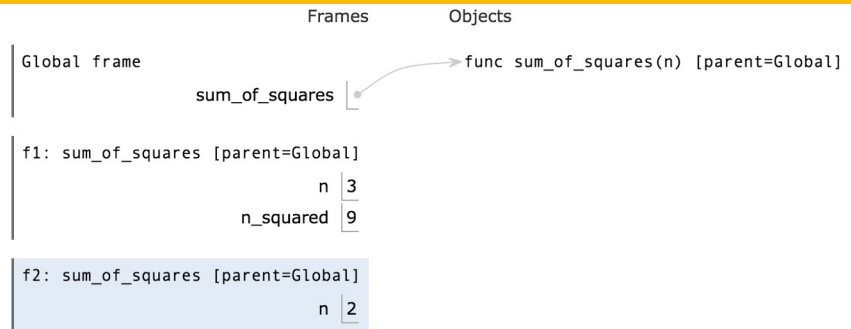 Frames Objects
Global frame func sum_of_squares(n) [parent=Global]
sum_of_squares
f1: sum_of_squares [parent=Global]
n 3
n_squared 9
f2: sum_of_squares [parent=Global]
n 2